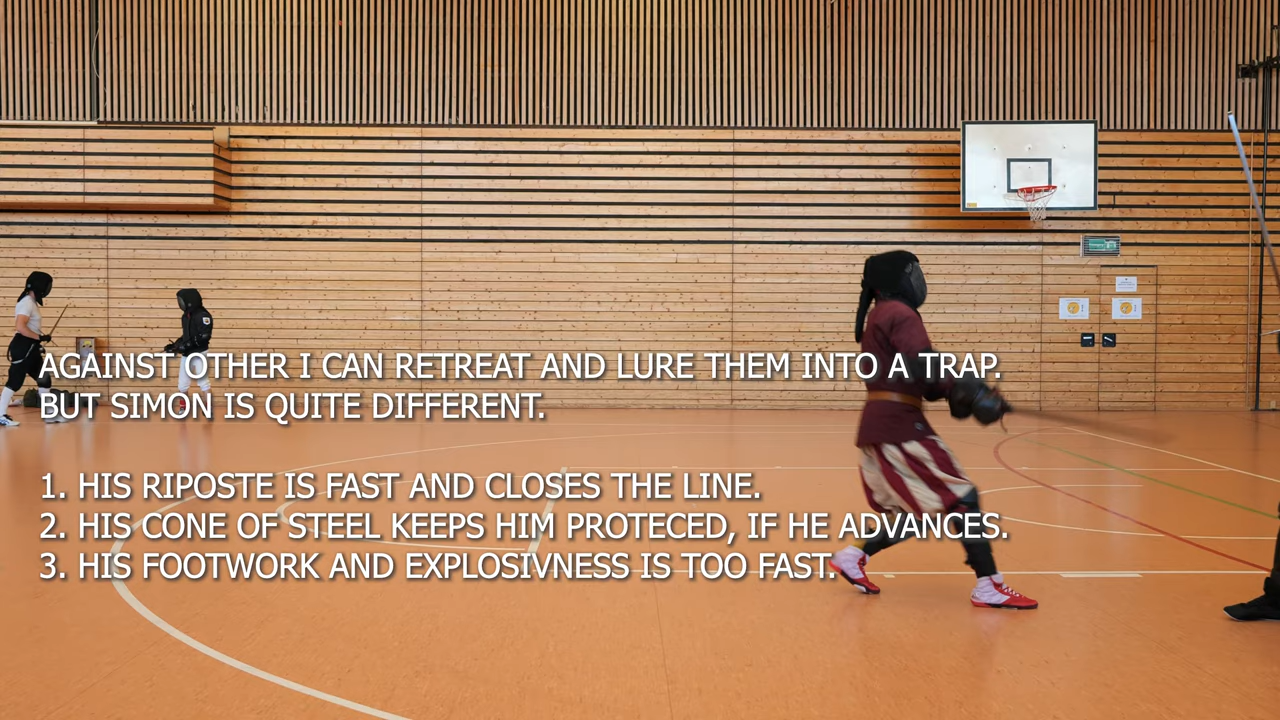 AGAINST OTHER I CAN RETREAT AND LURE THEM INTO A TRAP.
BUT SIMON IS QUITE DIFFERENT.
1. HIS RIPOSTE IS FAST AND CLOSES THE LINE.
2. HIS CONE OF STEEL KEEPS HIM PROTECED, IF HE ADVANCES.
3. HIS FOOTWORK AND EXPLOSIVNESS IS TOO FAST.